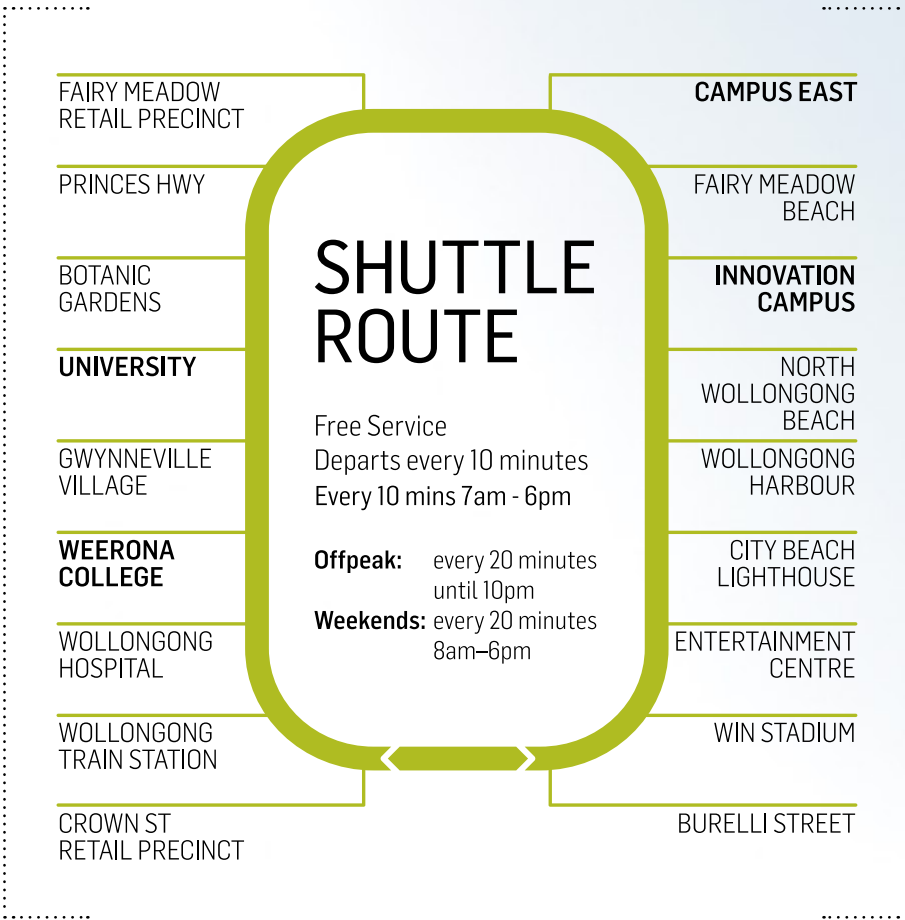 FAIRY MEADOW
RETAIL PRECINCT
PRINCES HWY
BOTANIC
GARDENS
UNIVERSITY
GWYNNEVILLE
VILLAGE
WEERONA
COLLEGE
WOLLONGONG
HOSPITAL
WOLLONGONG
TRAIN STATION
CROWN ST
RETAIL PRECINCT
SHUTTLE
ROUTE
Free Service
Departs every 10 minutes
Every 10 mins 7am - 6pm
Offpeak: every 20 minutes
until 10pm
Weekends: every 20 minutes
8am–6pm
CAMPUS EAST
FAIRY MEADOW
BEACH
INNOVATION
CAMPUS
NORTH
WOLLONGONG
BEACH
WOLLONGONG
HARBOUR
CITY BEACH
LIGHTHOUSE
ENTERTAINMENT
CENTRE
WIN STADIUM
BURELLI STREET